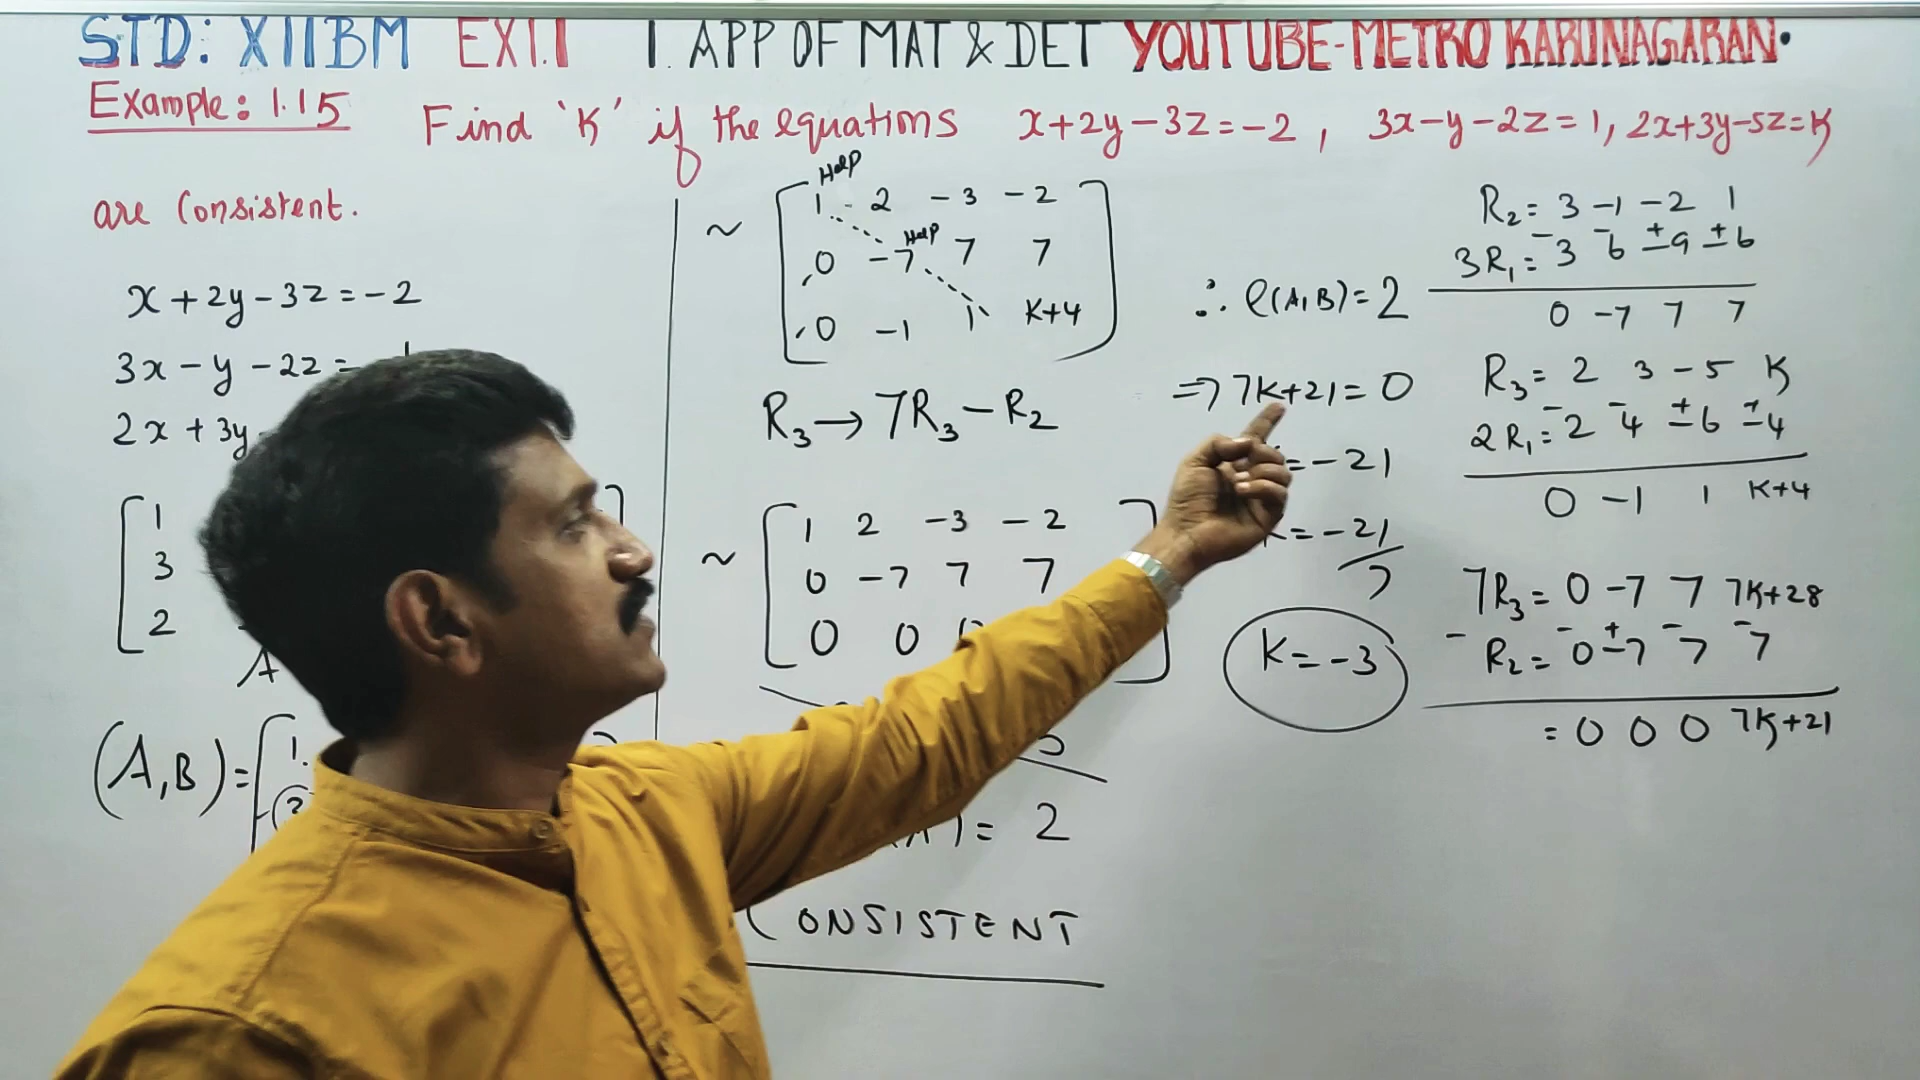 STD: XIIBM EX1.1 1. APP OF MAT & DET YOUTUBE-METRO KARUNAGARAN.
Example: 1.15 Find 'K' if the equations x+2y-3z=-2, 3x-y-2z=1, 2x+3y-5z=K
are Consistent.
x+2y-3z=-2
3x-y-2z=
2x+3y
1
3
2
A
(A,B)=
1
Help
~ 1 2 -3 -2
Help
0 -7 7 7
0 -1 1 K+4
R3→7R3-R2
~ 1 2 -3 -2
0 -7 7 7
0 0
)= 2
CONSISTENT
∴ ρ(A,B)=2
⇒ 7K+21=0
=-21
=-21/7
K=-3
R2= 3 -1 -2 1
- - + +
3R1= 3 6 -9 -6
0 -7 7 7
R3= 2 3 -5 K
- - + +
2R1= 2 4 -6 -4
0 -1 1 K+4
7R3= 0 -7 7 7K+28
- - + - -
R2= 0 -7 7 7
= 0 0 0 7K+21